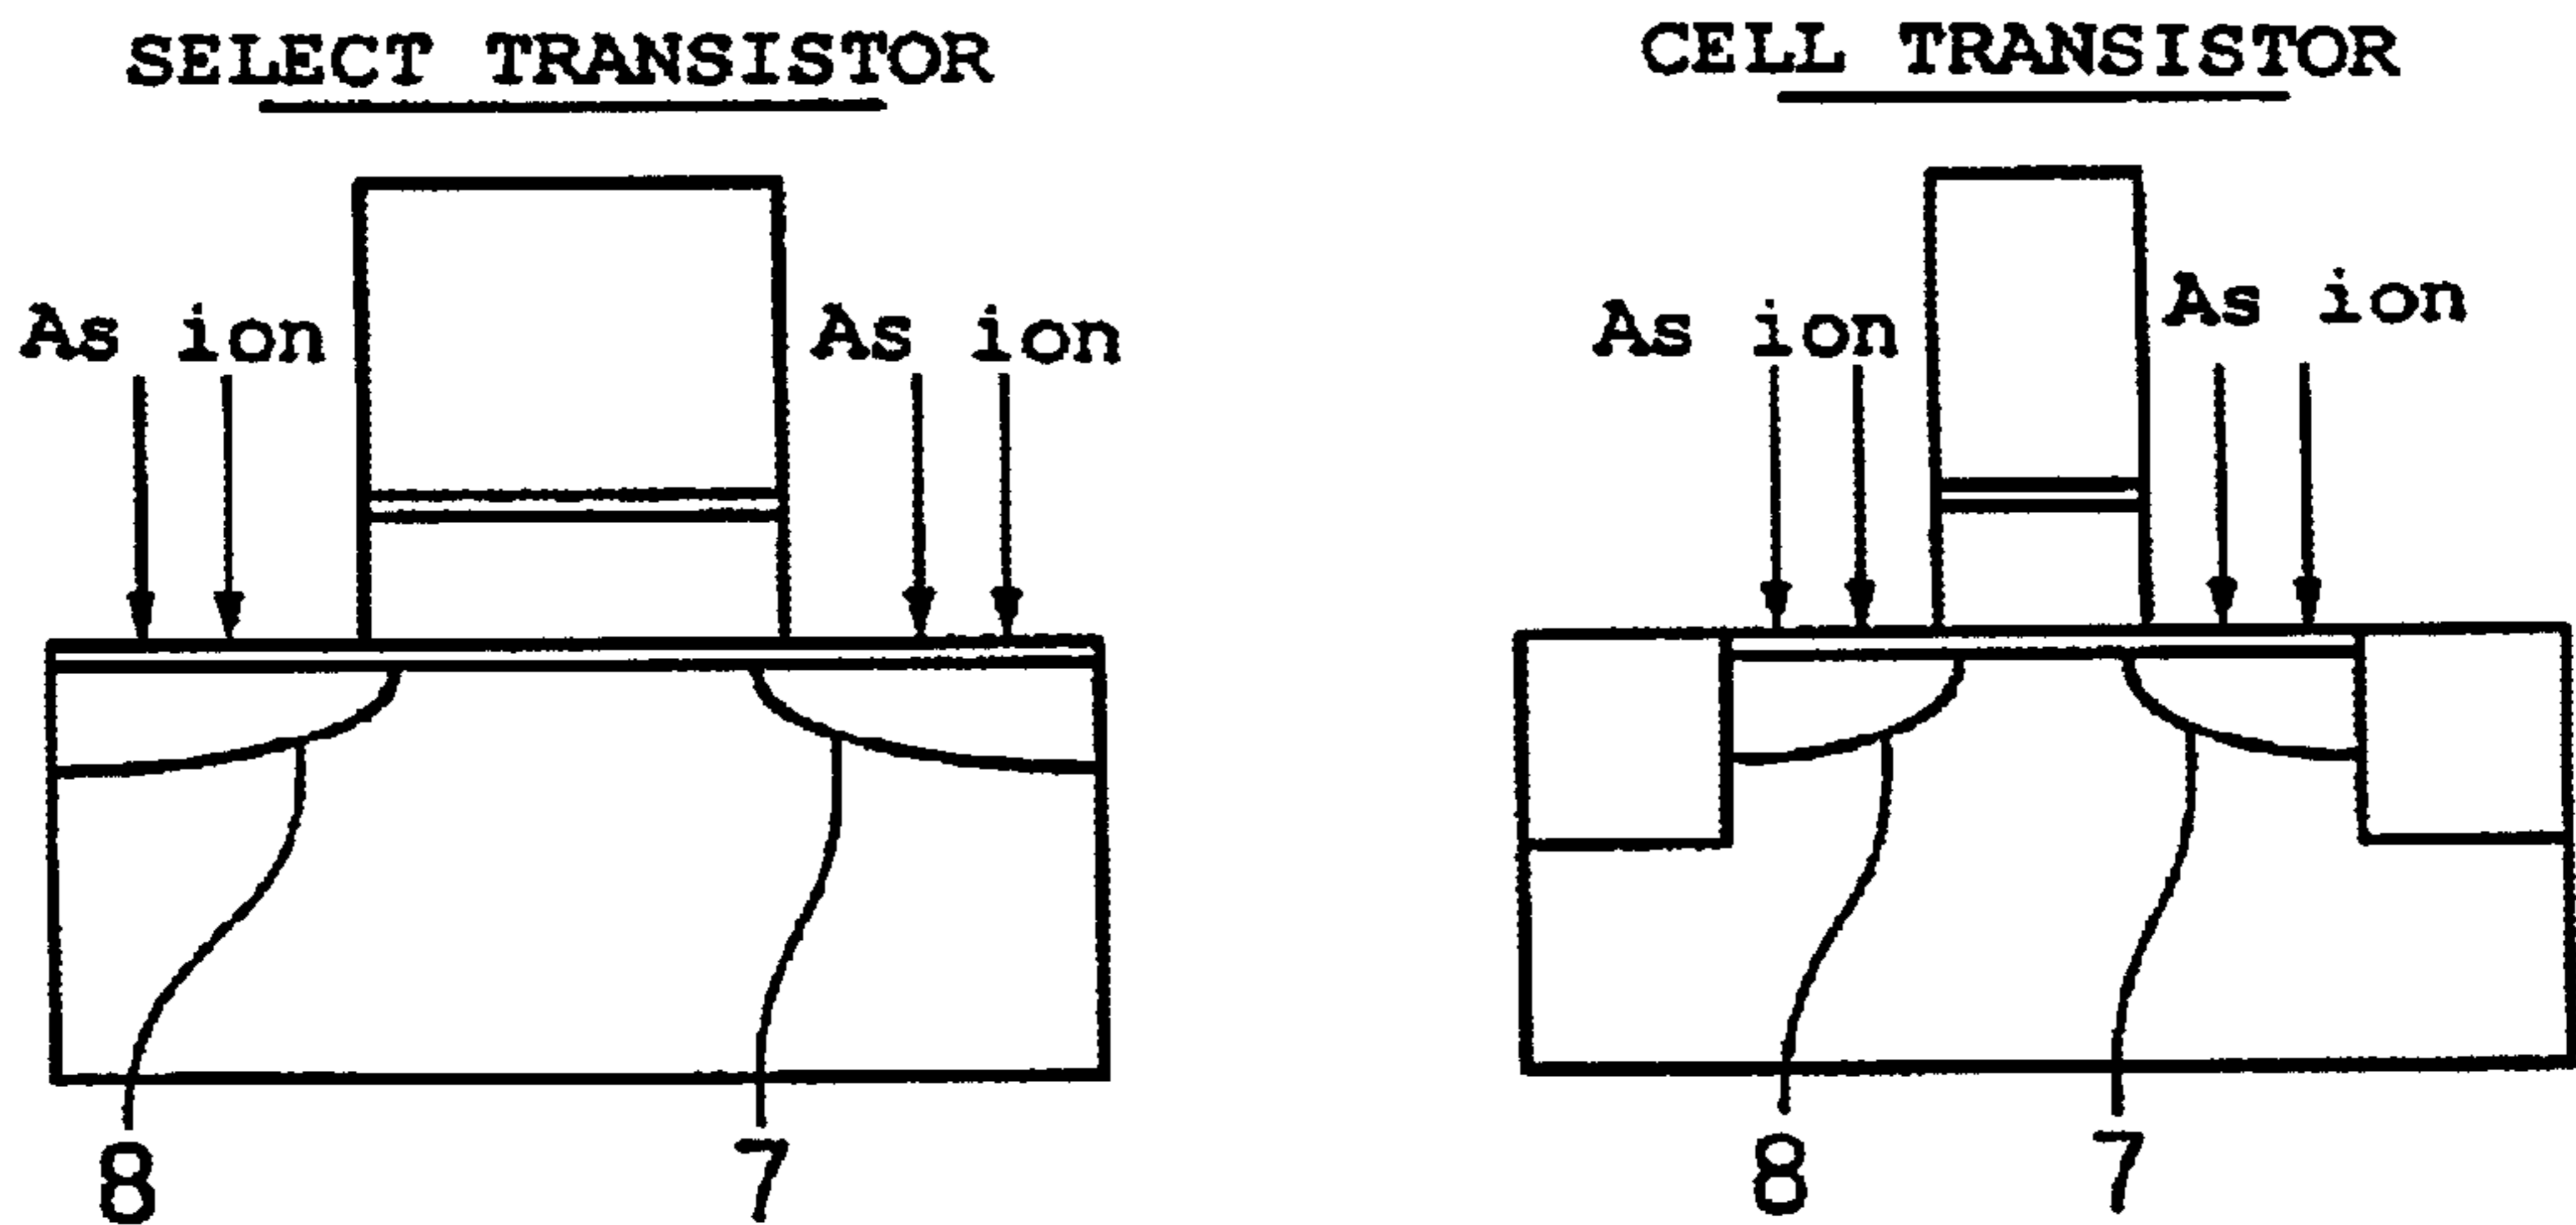 SELECT TRANSISTOR
As ion
As ion
8
7
CELL TRANSISTOR
As ion
As ion
8
7